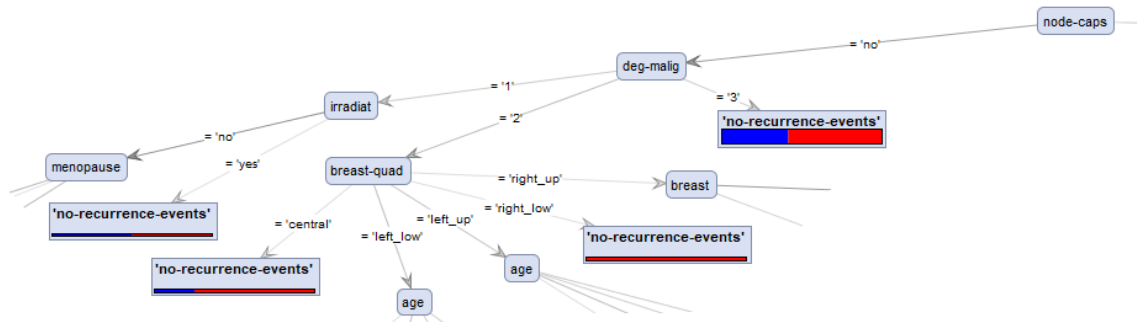 node-caps
= 'no'
deg-malig
= '1'
= '3'
irradiat
= '2'
'no-recurrence-events'
= 'no'
menopause
= 'yes'
breast-quad
= 'right_up'
breast
'no-recurrence-events'
= 'central'
= 'left_low'
= 'left_up'
= 'right_low'
'no-recurrence-events'
'no-recurrence-events'
age
age